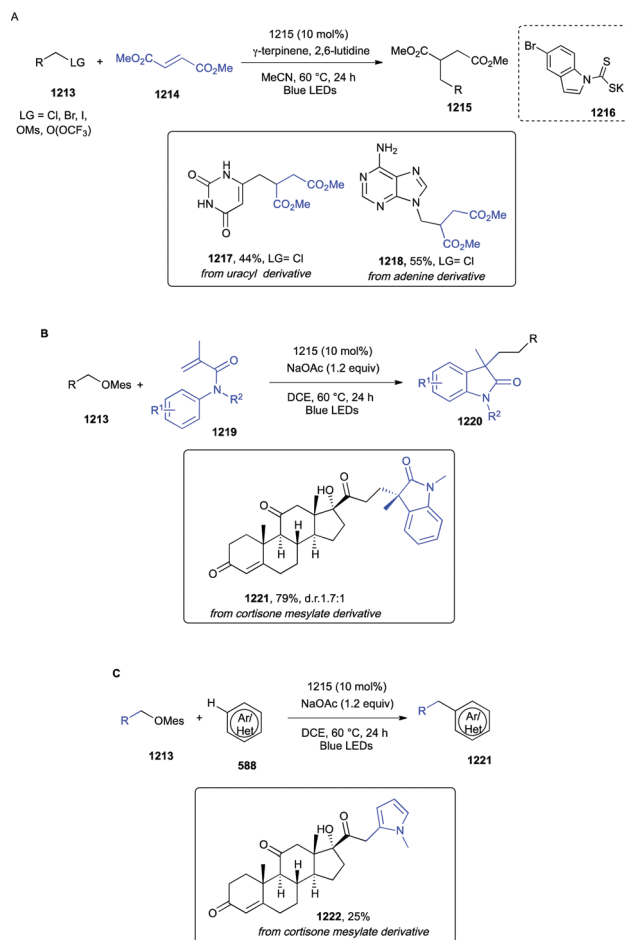 A
1215 (10 mol%)
γ-terpinene, 2,6-lutidine
MeCN, 60 °C, 24 h
Blue LEDs
R
LG
+
MeO₂C
CO₂Me
1213
1214
LG = Cl, Br, I,
OMs, O(OCF₃)
MeO₂C
CO₂Me
R
1215
Br
N
S
SK
1216
H
N
O
HN
O
CO₂Me
CO₂Me
1217, 44%, LG= Cl
from uracyl derivative
NH₂
N
N
N
N
CO₂Me
CO₂Me
1218, 55%, LG= Cl
from adenine derivative
B
1215 (10 mol%)
NaOAc (1.2 equiv)
DCE, 60 °C, 24 h
Blue LEDs
R
OMes
+
1213
O
N
R²
R¹
1219
R
R¹
O
N
R²
1220
O
O
HO
O
N
H
H
H
O
1221, 79%, d.r.1.7:1
from cortisone mesylate derivative
C
1215 (10 mol%)
NaOAc (1.2 equiv)
DCE, 60 °C, 24 h
Blue LEDs
R
OMes
+
1213
H
Ar/
Het
588
R
Ar/
Het
1221
O
HO
O
N
H
H
H
O
1222, 25%
from cortisone mesylate derivative